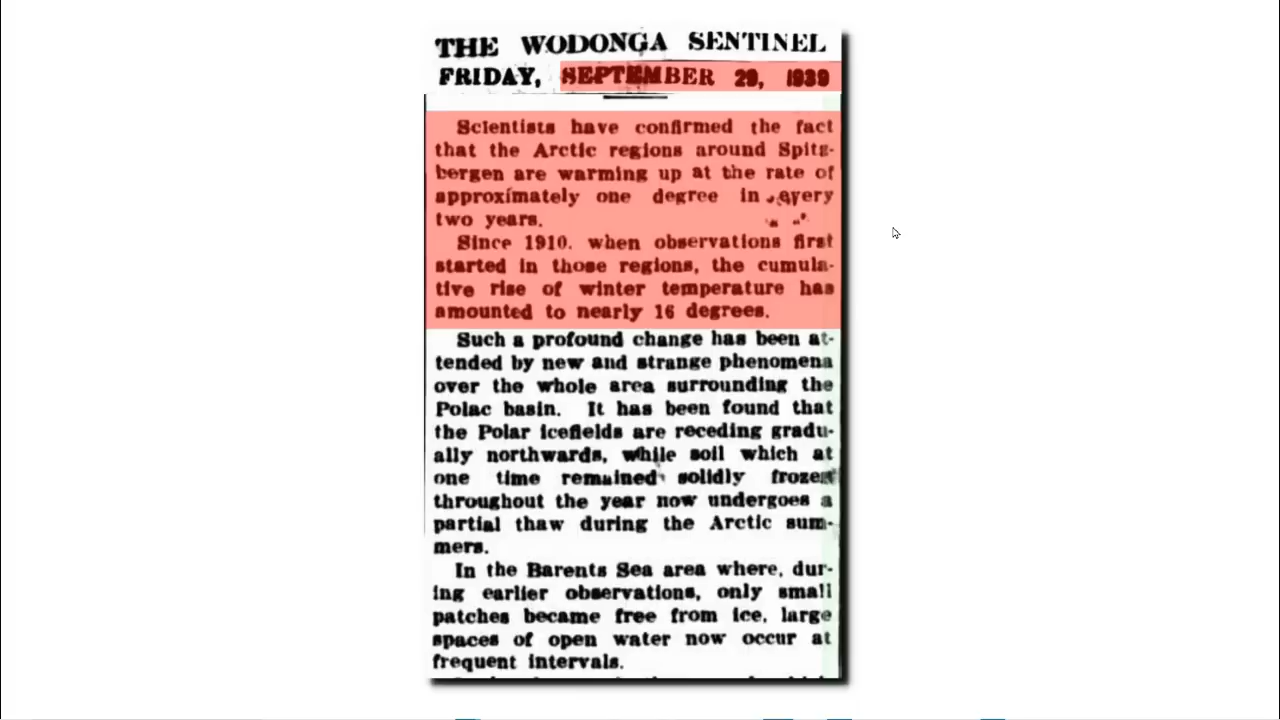 THE WODONGA SENTINEL
FRIDAY, SEPTEMBER 29, 1939
Scientists have confirmed the fact
that the Arctic regions around Spitz-
bergen are warming up at the rate of
approximately one degree in every
two years.
Since 1910, when observations first
started in those regions, the cumula-
tive rise of winter temperature has
amounted to nearly 16 degrees.
Such a profound change has been at-
tended by new and strange phenomena
over the whole area surrounding the
Polac basin. It has been found that
the Polar icefields are receding gradu-
ally northwards, while soil which at
one time remained solidly frozen
throughout the year now undergoes a
partial thaw during the Arctic sum-
mers.
In the Barents Sea area where, dur-
ing earlier observations, only small
patches became free from ice, large
spaces of open water now occur at
frequent intervals.